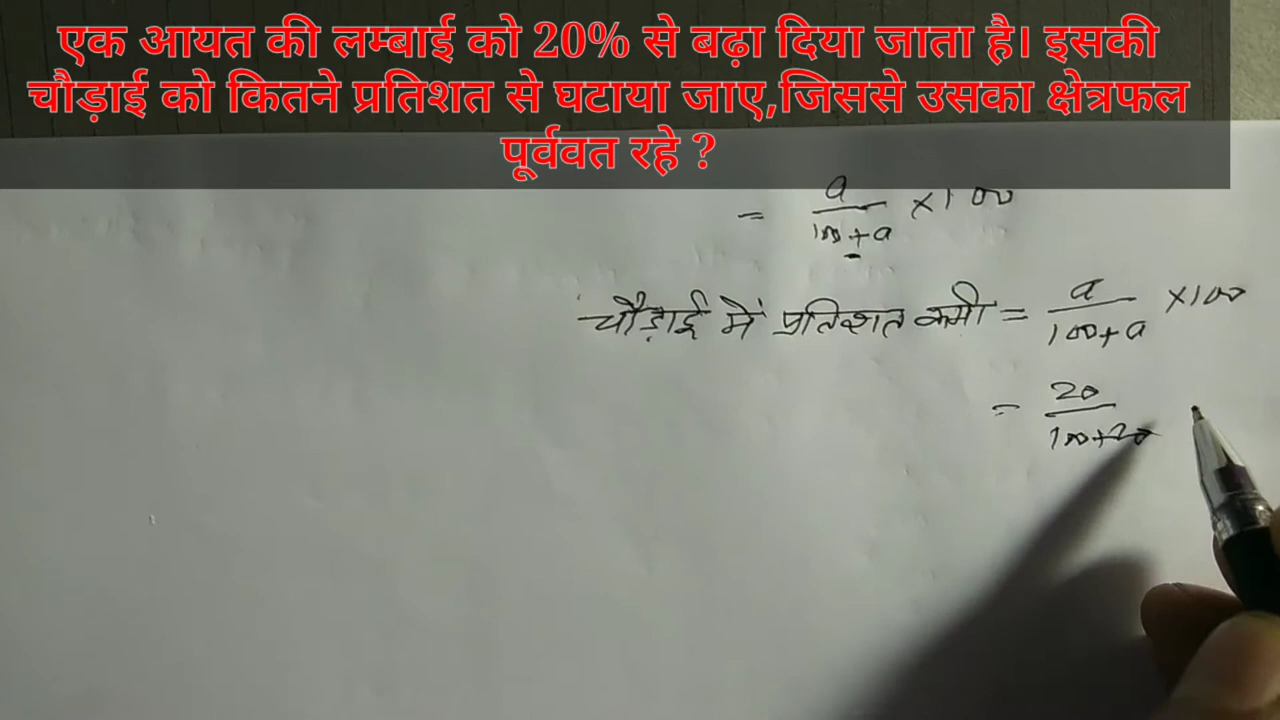 एक आयत की लम्बाई को 20% से बढ़ा दिया जाता है। इसकी
चौड़ाई को कितने प्रतिशत से घटाया जाए,जिससे उसका क्षेत्रफल
पूर्ववत रहे ?
= a/100+a ×100
चौड़ाई में प्रतिशत कमी = a/100+a ×100
= 20/100+20